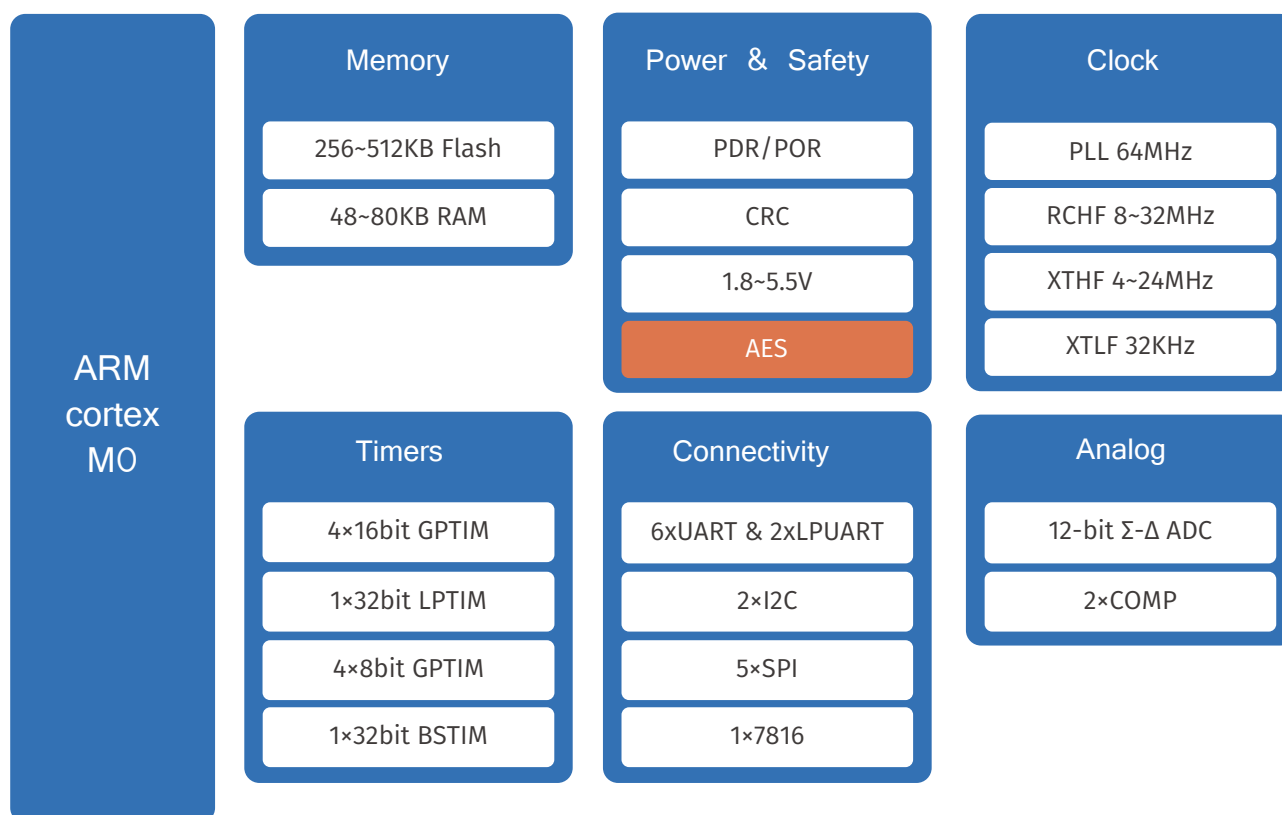 ARM
cortex
M0
Memory
256~512KB Flash
48~80KB RAM
Power & Safety
PDR/POR
CRC
1.8~5.5V
AES
Clock
PLL 64MHz
RCHF 8~32MHz
XTHF 4~24MHz
XTLF 32KHz
Timers
4×16bit GPTIM
1×32bit LPTIM
4×8bit GPTIM
1×32bit BSTIM
Connectivity
6xUART & 2xLPUART
2×I2C
5×SPI
1×7816
Analog
12-bit Σ-Δ ADC
2×COMP